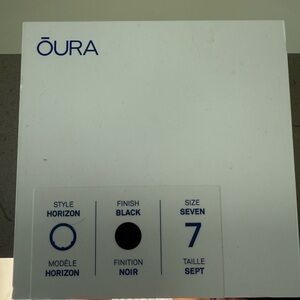 ŌURA
STYLE
HORIZON
MODÈLE
HORIZON
FINISH
BLACK
FINITION
NOIR
SIZE
SEVEN
7
TAILLE
SEPT